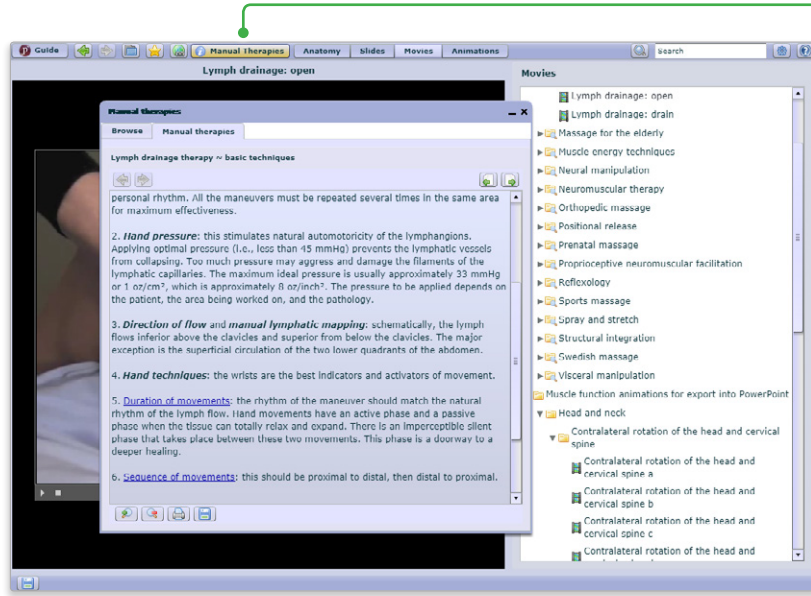 Guide
Manual Therapies
Anatomy
Slides
Movies
Animations
Search
Lymph drainage: open
Movies
Manual therapies
Browse
Manual therapies
Lymph drainage therapy ~ basic techniques
personal rhythm. All the maneuvers must be repeated several times in the same area
for maximum effectiveness.
2. Hand pressure: this stimulates natural automotoricity of the lymphangions.
Applying optimal pressure (i.e., less than 45 mmHg) prevents the lymphatic vessels
from collapsing. Too much pressure may aggress and damage the filaments of the
lymphatic capillaries. The maximum ideal pressure is usually approximately 33 mmHg
or 1 oz/cm², which is approximately 8 oz/inch². The pressure to be applied depends on
the patient, the area being worked on, and the pathology.
3. Direction of flow and manual lymphatic mapping: schematically, the lymph
flows inferior above the clavicles and superior from below the clavicles. The major
exception is the superficial circulation of the two lower quadrants of the abdomen.
4. Hand techniques: the wrists are the best indicators and activators of movement.
5. Duration of movements: the rhythm of the maneuver should match the natural
rhythm of the lymph flow. Hand movements have an active phase and a passive
phase when the tissue can totally relax and expand. There is an imperceptible silent
phase that takes place between these two movements. This phase is a doorway to a
deeper healing.
6. Sequence of movements: this should be proximal to distal, then distal to proximal.
Lymph drainage: open
Lymph drainage: drain
Massage for the elderly
Muscle energy techniques
Neural manipulation
Neuromuscular therapy
Orthopedic massage
Positional release
Prenatal massage
Proprioceptive neuromuscular facilitation
Reflexology
Sports massage
Spray and stretch
Structural integration
Swedish massage
Visceral manipulation
Muscle function animations for export into PowerPoint
Head and neck
Contralateral rotation of the head and cervical
spine
Contralateral rotation of the head and
cervical spine a
Contralateral rotation of the head and
cervical spine b
Contralateral rotation of the head and
cervical spine c
Contralateral rotation of the head and